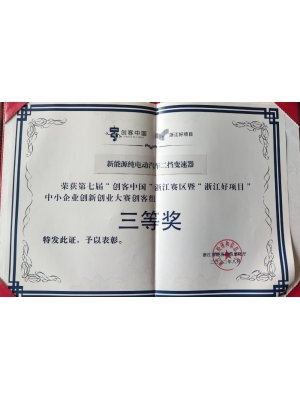 创客中国 浙江好项目
新能源纯电动汽车二档变速器
荣获第七届"创客中国"浙江赛区暨"浙江好项目"
中小企业创新创业大赛创客组
三等奖
特发此证，予以表彰。